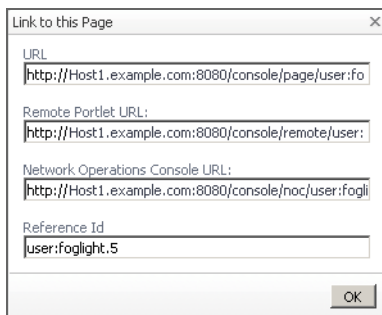 Link to this Page
URL
http://Host1.example.com:8080/console/page/user:fo
Remote Portlet URL:
http://Host1.example.com:8080/console/remote/user:
Network Operations Console URL:
http://Host1.example.com:8080/console/noc/user:fogli
Reference Id
user:foglight.5
OK